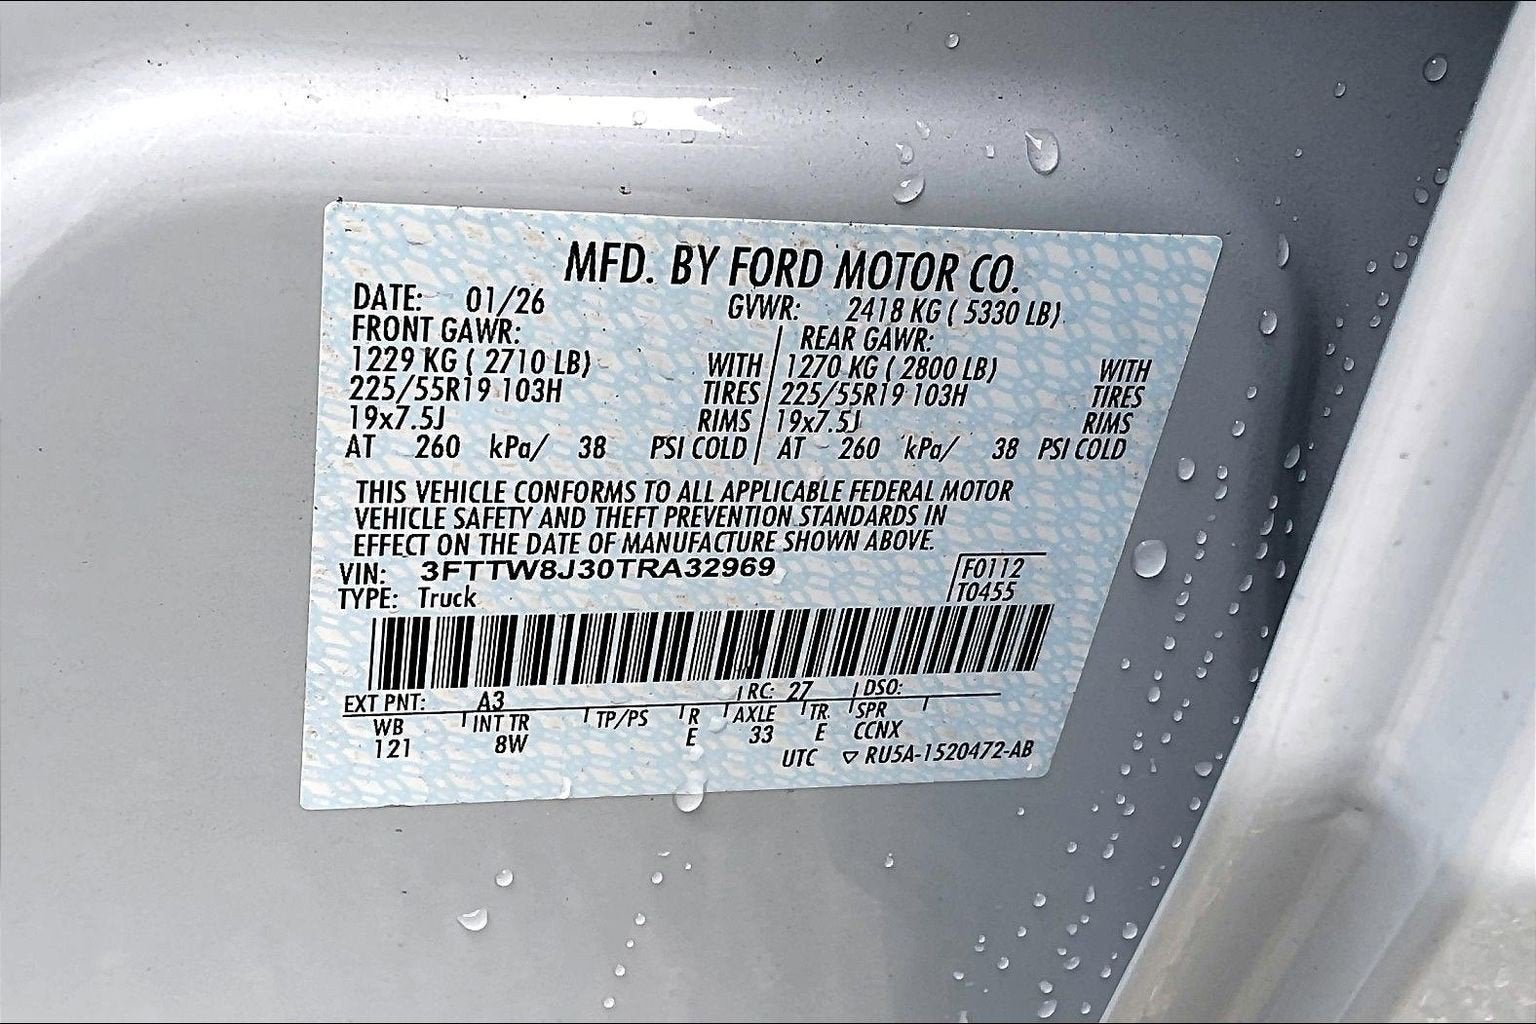 MFD. BY FORD MOTOR CO.
DATE: 01/26 GVWR: 2418 KG ( 5330 LB)
FRONT GAWR: REAR GAWR:
1229 KG ( 2710 LB) WITH 1270 KG ( 2800 LB) WITH
225/55R19 103H TIRES 225/55R19 103H TIRES
19x7.5J RIMS 19x7.5J RIMS
AT 260 kPa/ 38 PSI COLD AT 260 kPa/ 38 PSI COLD
THIS VEHICLE CONFORMS TO ALL APPLICABLE FEDERAL MOTOR
VEHICLE SAFETY AND THEFT PREVENTION STANDARDS IN
EFFECT ON THE DATE OF MANUFACTURE SHOWN ABOVE.
VIN: 3FTTW8J30TRA32969 F0112
TYPE: Truck T0455
EXT PNT: A3 RC: 27 DSO:
WB INT TR TP/PS R AXLE TR SPR
121 8W E 33 E CCNX
UTC ▽ RU5A-1520472-AB